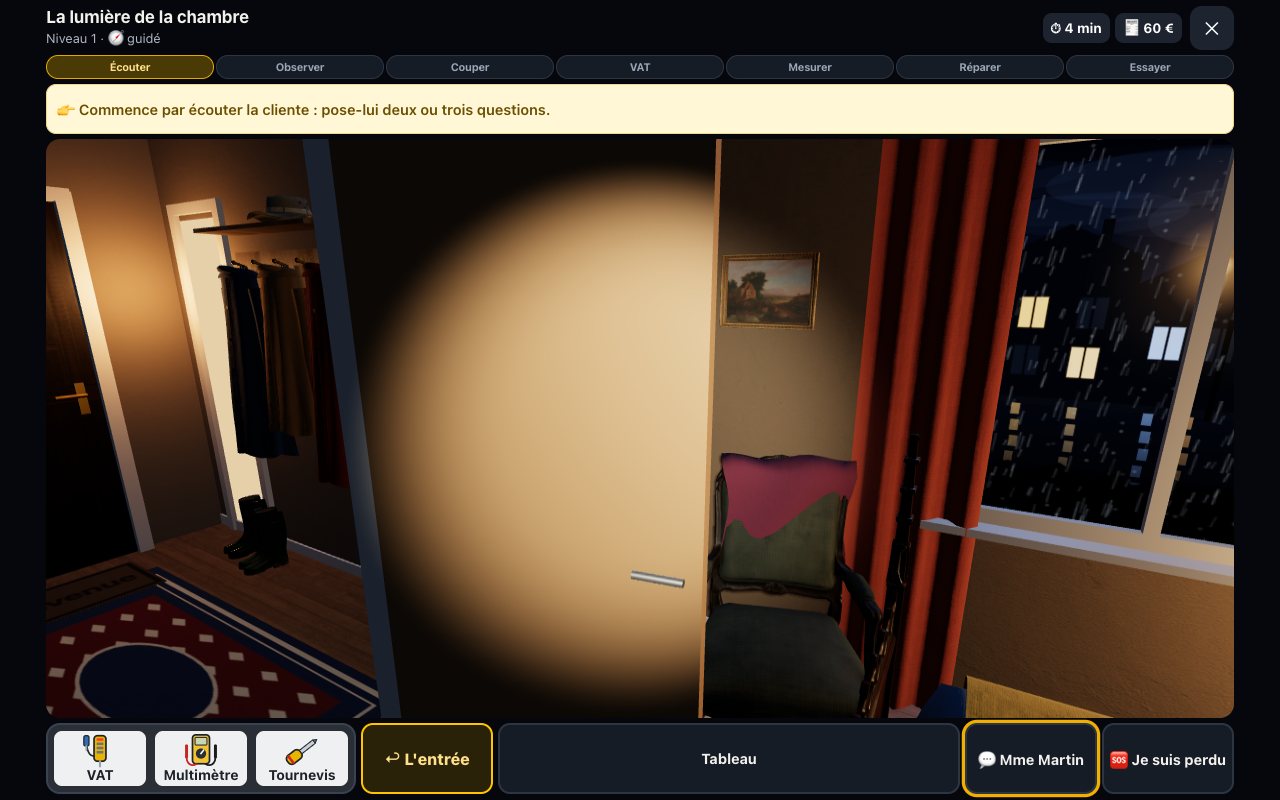 La lumière de la chambre
Niveau 1 · 🧭 guidé
⏱ 4 min
🧾 60 €
✕
Écouter
Observer
Couper
VAT
Mesurer
Réparer
Essayer
👉 Commence par écouter la cliente : pose-lui deux ou trois questions.
venue
VAT
Multimètre
Tournevis
↩ L'entrée
Tableau
💬 Mme Martin
🆘 Je suis perdu